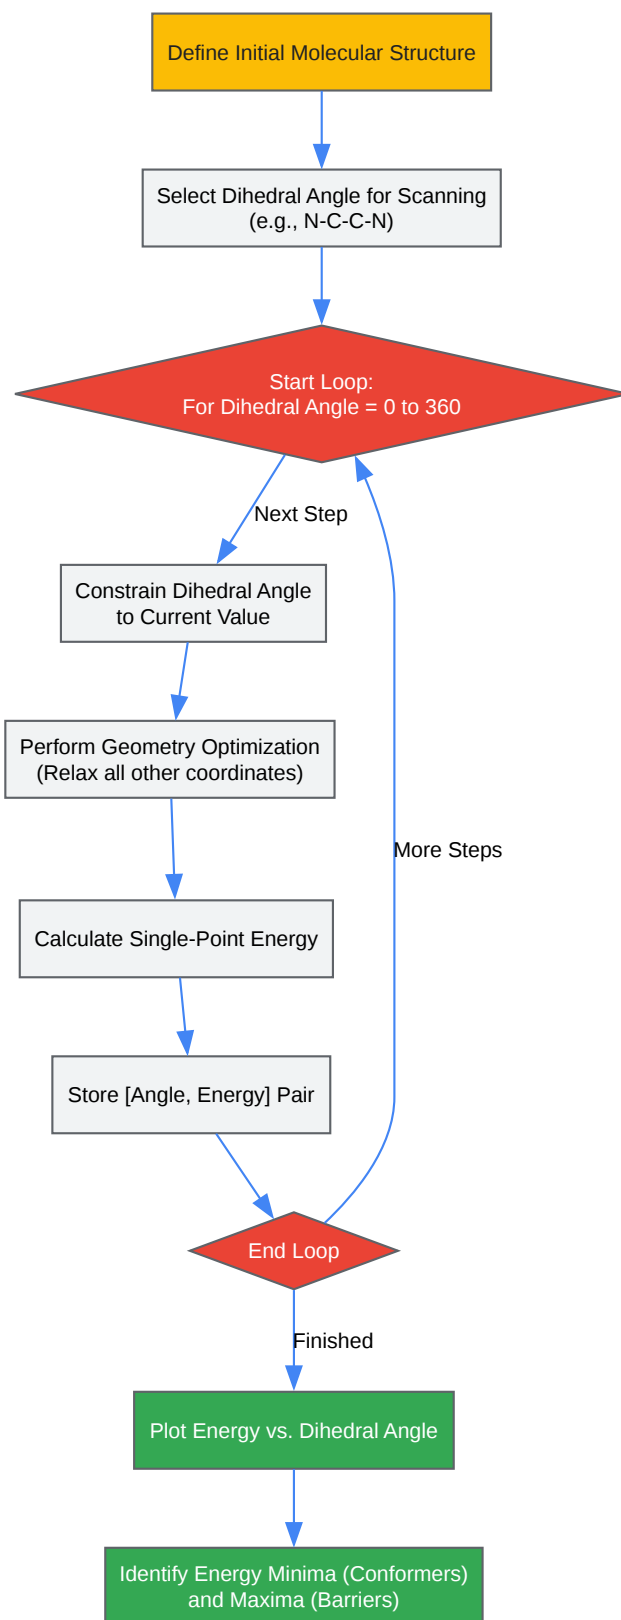 Define Initial Molecular Structure
Select Dihedral Angle for Scanning
(e.g., N-C-C-N)
Start Loop:
For Dihedral Angle = 0 to 360
Next Step
Constrain Dihedral Angle
to Current Value
Perform Geometry Optimization
(Relax all other coordinates)
More Steps
Calculate Single-Point Energy
Store [Angle, Energy] Pair
End Loop
Finished
Plot Energy vs. Dihedral Angle
Identify Energy Minima (Conformers)
and Maxima (Barriers)